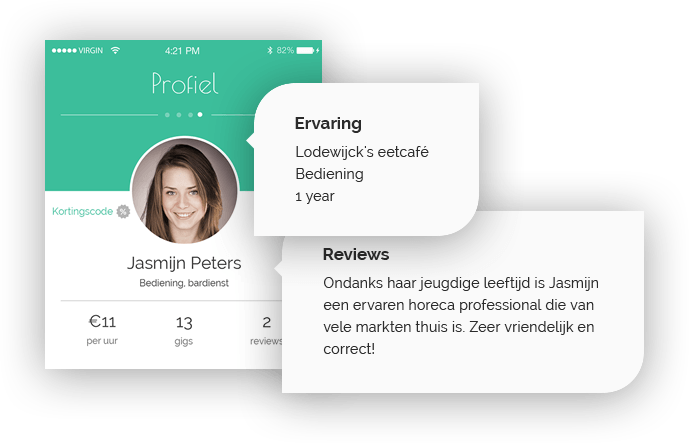 VIRGIN 4:21 PM 82%
Profiel
Kortingscode %
Jasmijn Peters
Bediening, bardienst
€11 13 2
per uur gigs reviews
Ervaring
Lodewijck's eetcafé
Bediening
1 year
Reviews
Ondanks haar jeugdige leeftijd is Jasmijn
een ervaren horeca professional die van
vele markten thuis is. Zeer vriendelijk en
correct!